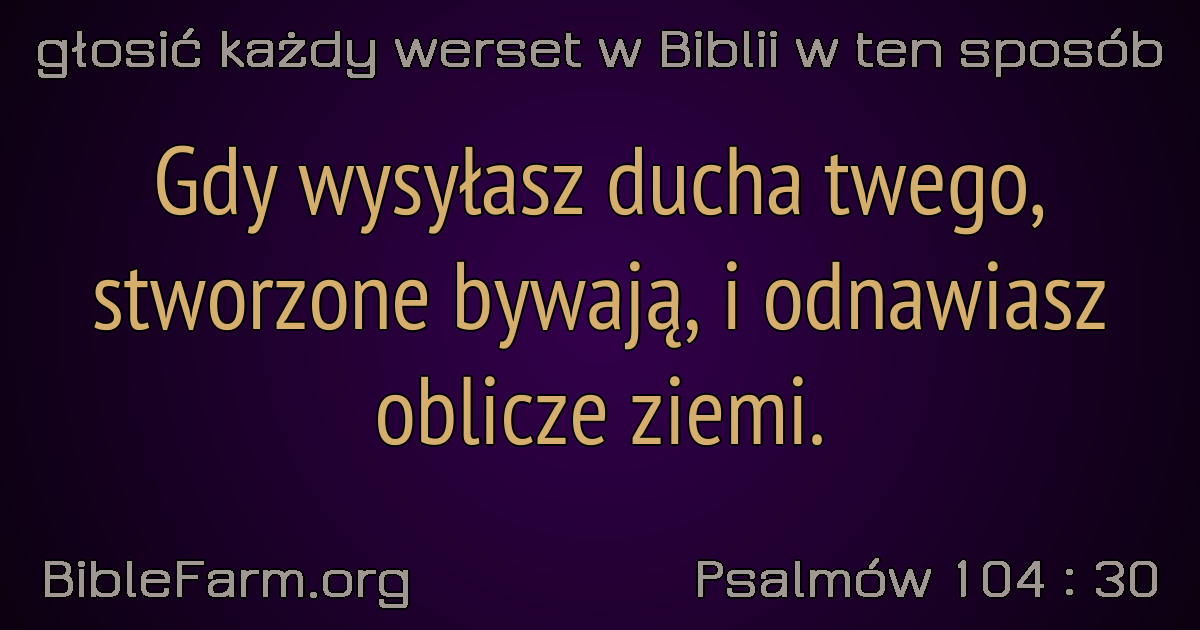 głosić każdy werset w Biblii w ten sposób
Gdy wysyłasz ducha twego,
stworzone bywają, i odnawiasz
oblicze ziemi.
BibleFarm.org
Psalmów 104 : 30